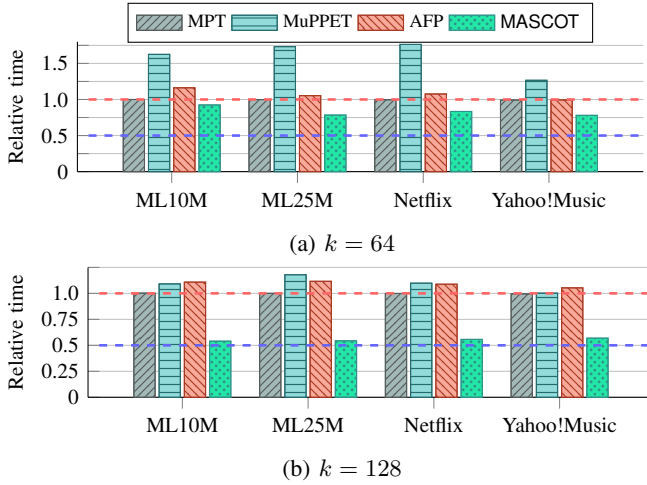 MPT MuPPET AFP MASCOT
Relative time
1.5
1.0
0.5
0
ML10M ML25M Netflix Yahoo!Music
(a) k = 64
Relative time
1.0
0.75
0.5
0.25
0
ML10M ML25M Netflix Yahoo!Music
(b) k = 128